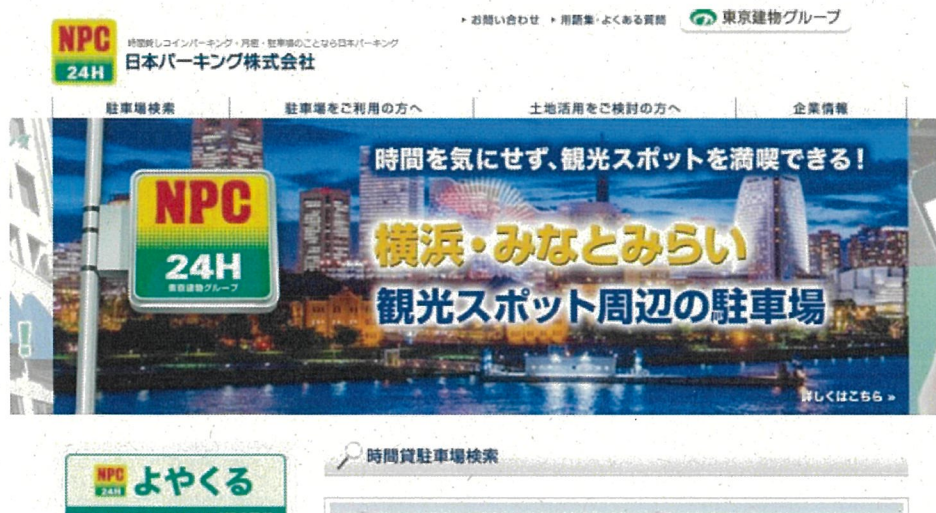 お問い合わせ 用語集・よくある質問 東京建物グループ
NPC
24H
時間貸しコインパーキング・月極・駐車場のことなら日本パーキング
日本パーキング株式会社
駐車場検索 駐車場をご利用の方へ 土地活用をご検討の方へ 企業情報
時間を気にせず、観光スポットを満喫できる!
NPC
24H
東京建物グループ
横浜・みなとみらい
観光スポット周辺の駐車場
詳しくはこちら »
NPC
24H
よやくる
時間貸駐車場検索